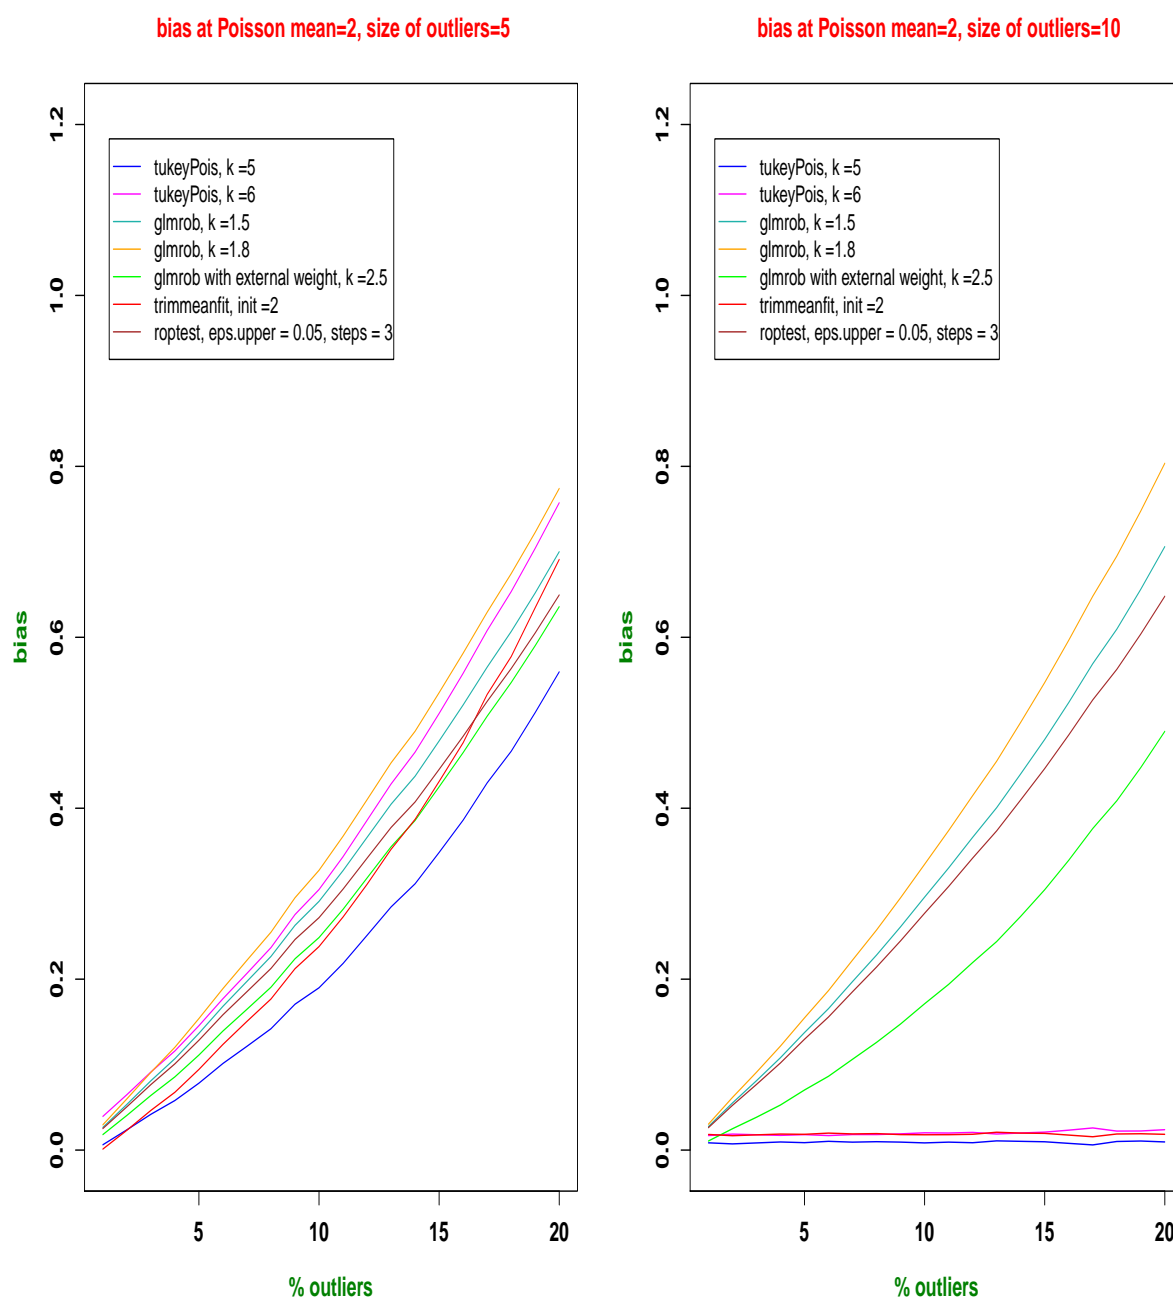 bias at Poisson mean=2, size of outliers=5
1.2
1.0
0.8
0.6
0.4
0.2
0.0
bias
tukeyPois, k =5
tukeyPois, k =6
glmrob, k =1.5
glmrob, k =1.8
glmrob with external weight, k =2.5
trimmeanfit, init =2
roptest, eps.upper = 0.05, steps = 3
5
10
15
20
% outliers
bias at Poisson mean=2, size of outliers=10
1.2
1.0
0.8
0.6
0.4
0.2
0.0
bias
tukeyPois, k =5
tukeyPois, k =6
glmrob, k =1.5
glmrob, k =1.8
glmrob with external weight, k =2.5
trimmeanfit, init =2
roptest, eps.upper = 0.05, steps = 3
5
10
15
20
% outliers